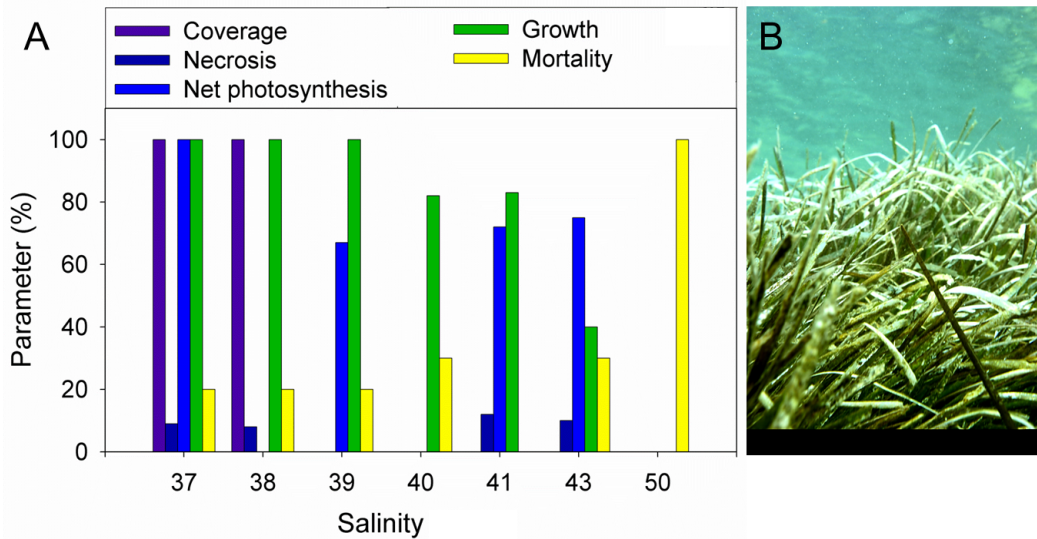 A
Coverage
Necrosis
Net photosynthesis
Growth
Mortality
B
100
80
60
40
20
0
Parameter (%)
37 38 39 40 41 43 50
Salinity